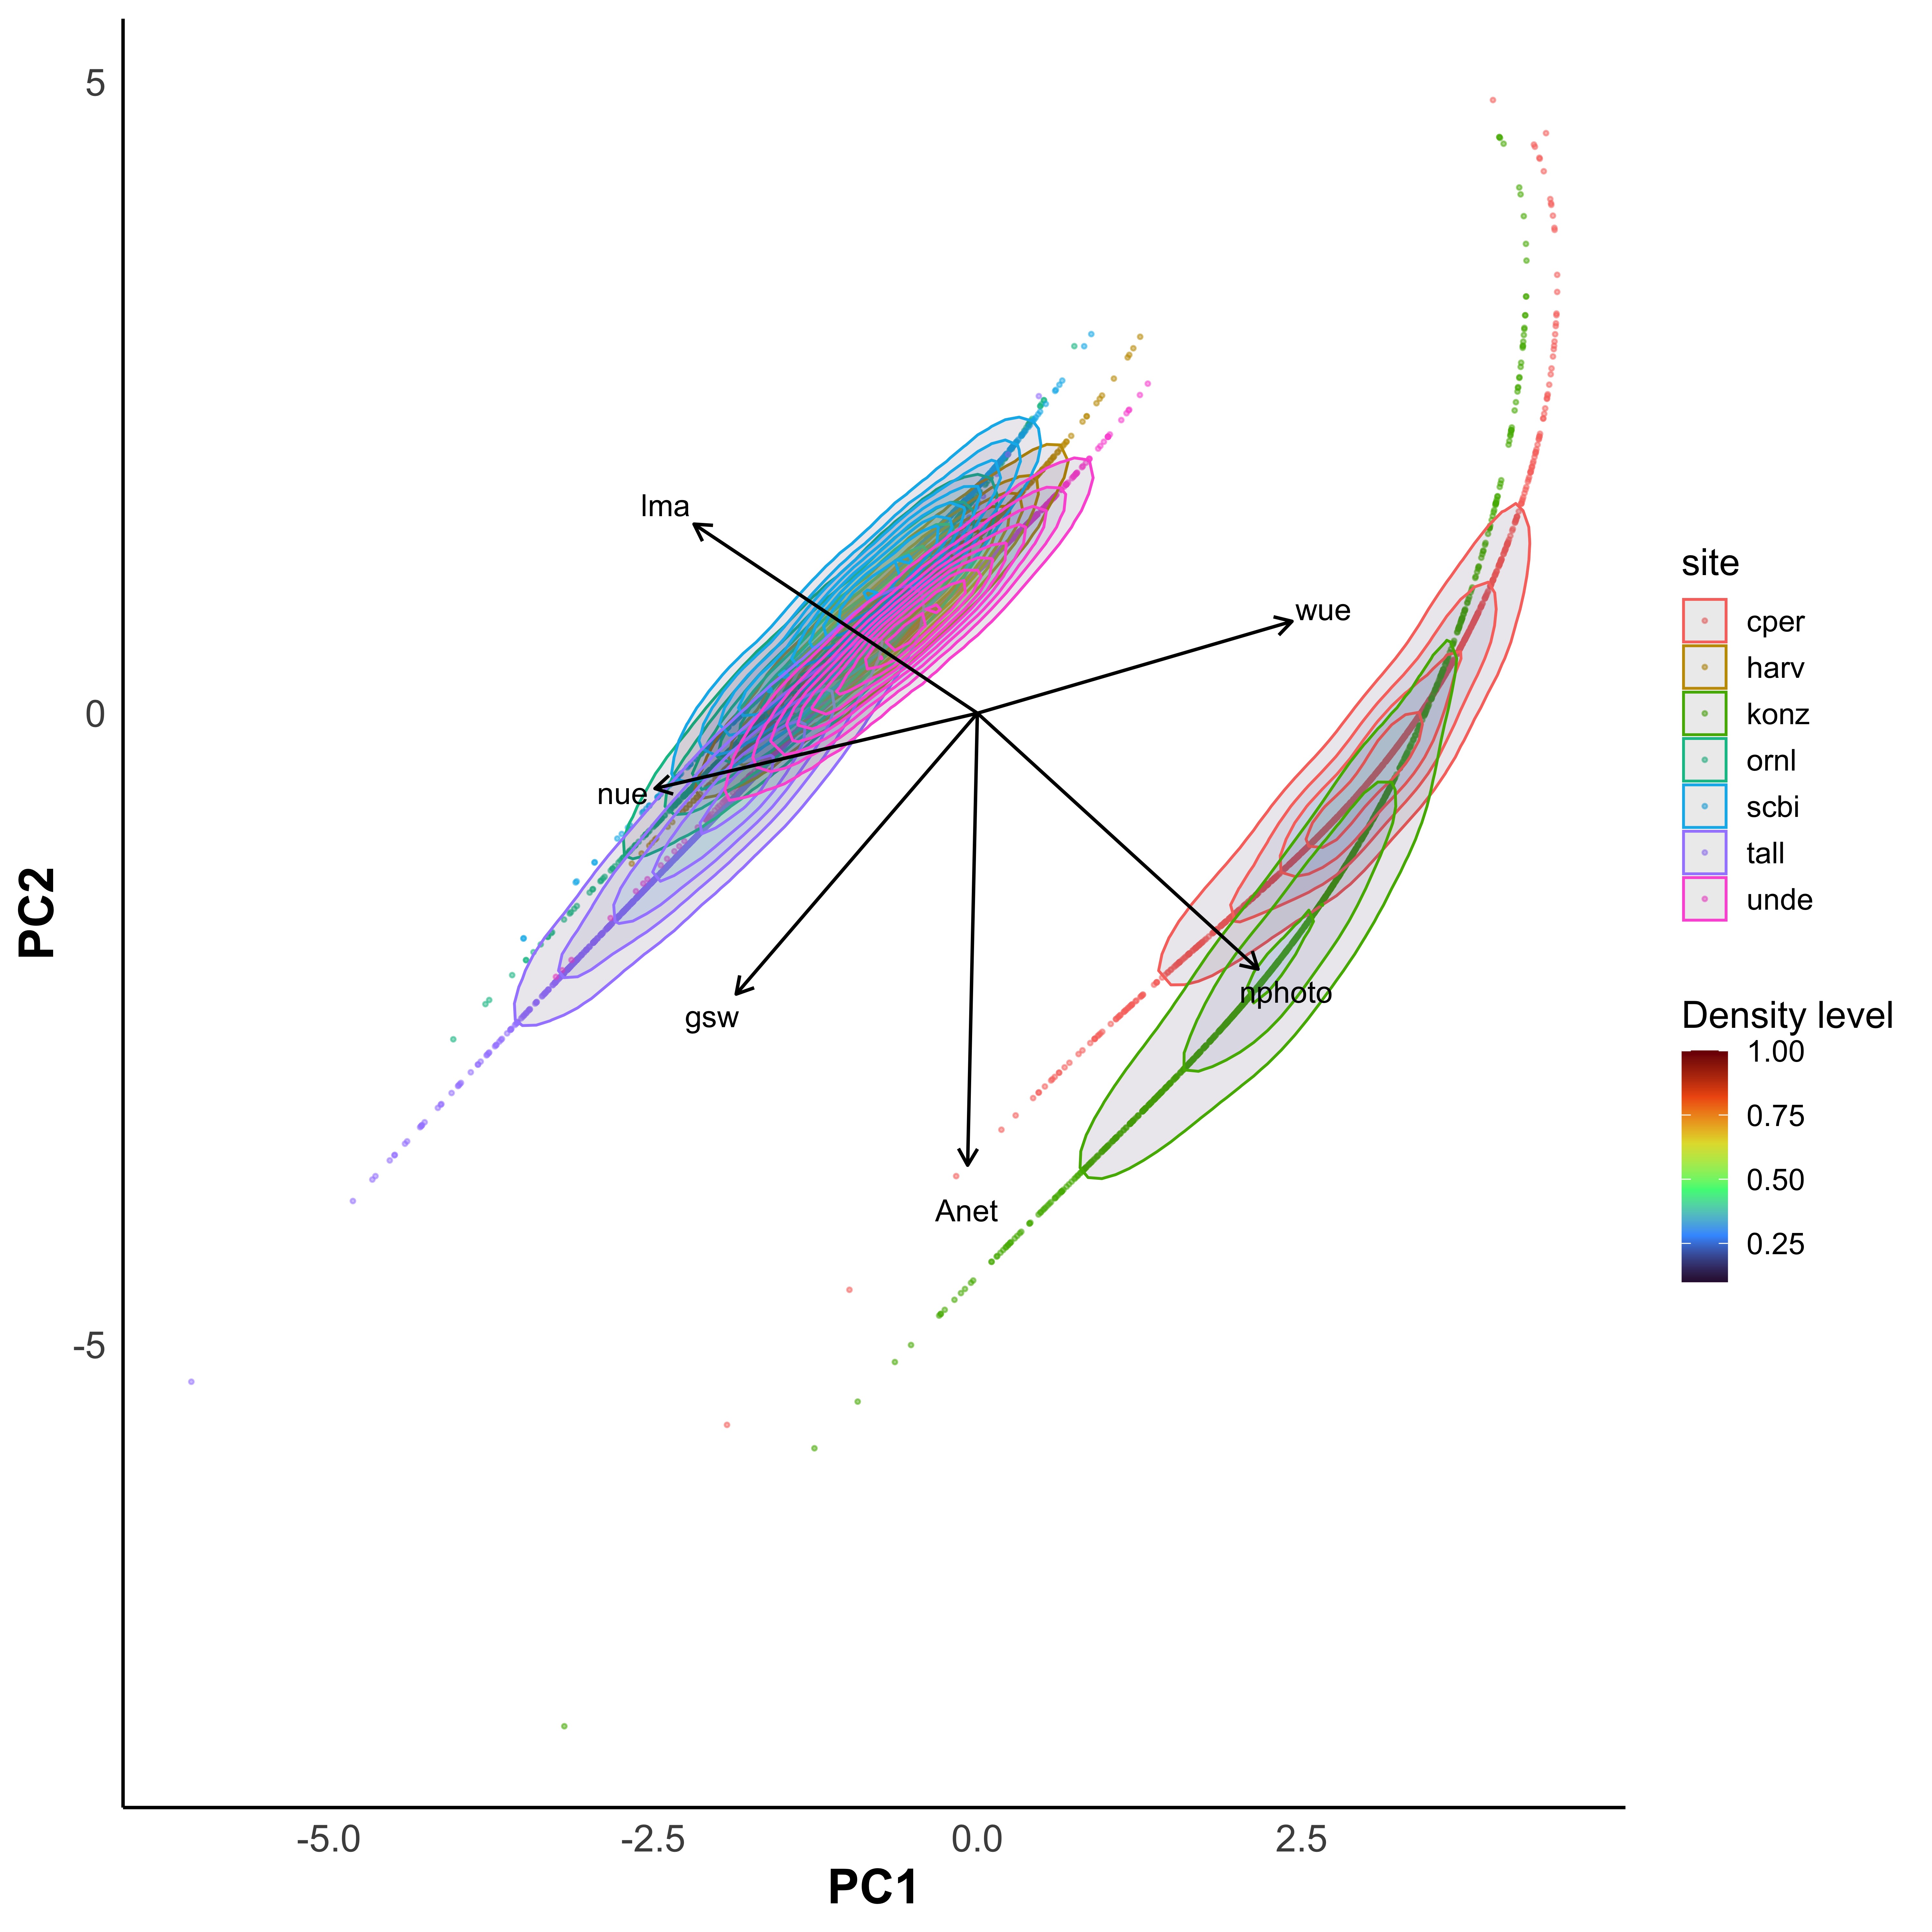 5
0
-5
PC2
-5.0
-2.5
0.0
2.5
PC1
lma
wue
nue
gsw
nphoto
Anet
site
cper
harv
konz
ornl
scbi
tall
unde
Density level
1.00
0.75
0.50
0.25